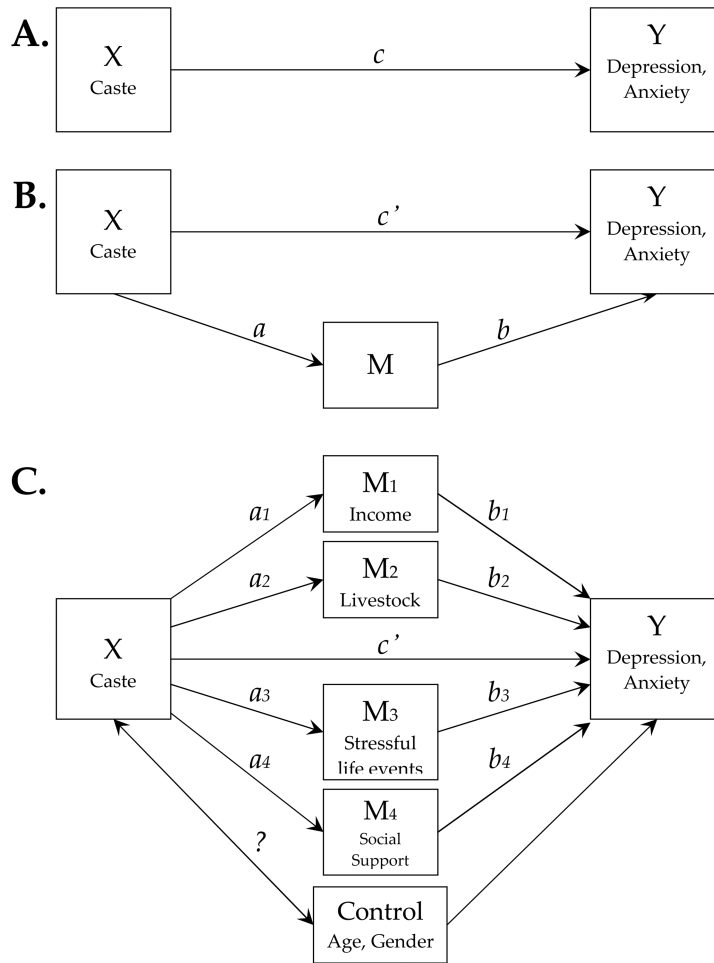 A.
X
Caste
c
Y
Depression,
Anxiety
B.
X
Caste
c’
Y
Depression,
Anxiety
a
M
b
C.
M1
Income
a1
b1
M2
Livestock
a2
b2
X
Caste
c’
Y
Depression,
Anxiety
a3
M3
Stressful
life events
b3
a4
M4
Social
Support
b4
?
Control
Age, Gender